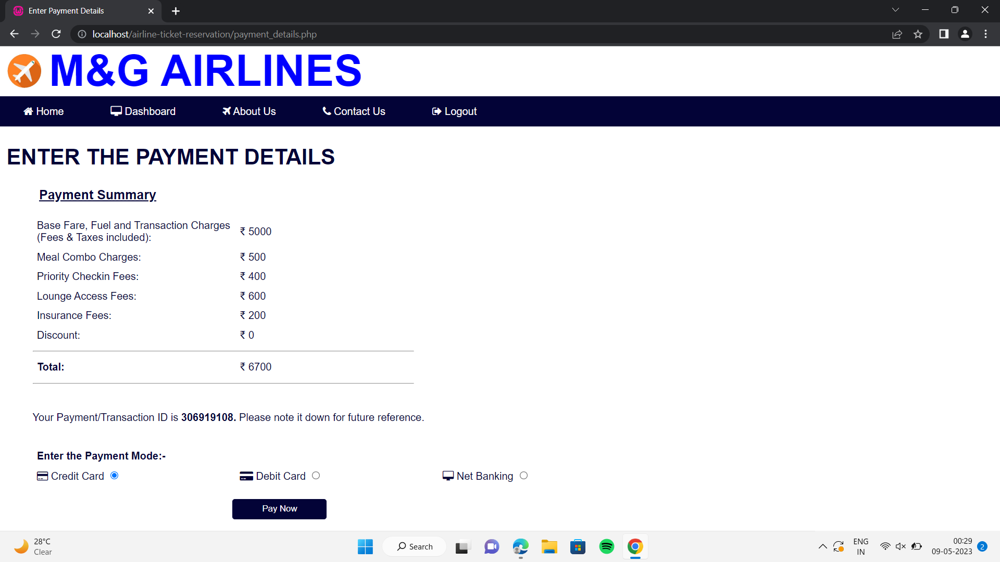 Enter Payment Details
localhost/airline-ticket-reservation/payment_details.php
M&G AIRLINES
Home Dashboard About Us Contact Us Logout
ENTER THE PAYMENT DETAILS
Payment Summary
Base Fare, Fuel and Transaction Charges
(Fees & Taxes included): ₹ 5000
Meal Combo Charges: ₹ 500
Priority Checkin Fees: ₹ 400
Lounge Access Fees: ₹ 600
Insurance Fees: ₹ 200
Discount: ₹ 0
Total: ₹ 6700
Your Payment/Transaction ID is 306919108. Please note it down for future reference.
Enter the Payment Mode:-
Credit Card Debit Card Net Banking
Pay Now
28°C
Clear
Search
ENG
IN
00:29
09-05-2023
2